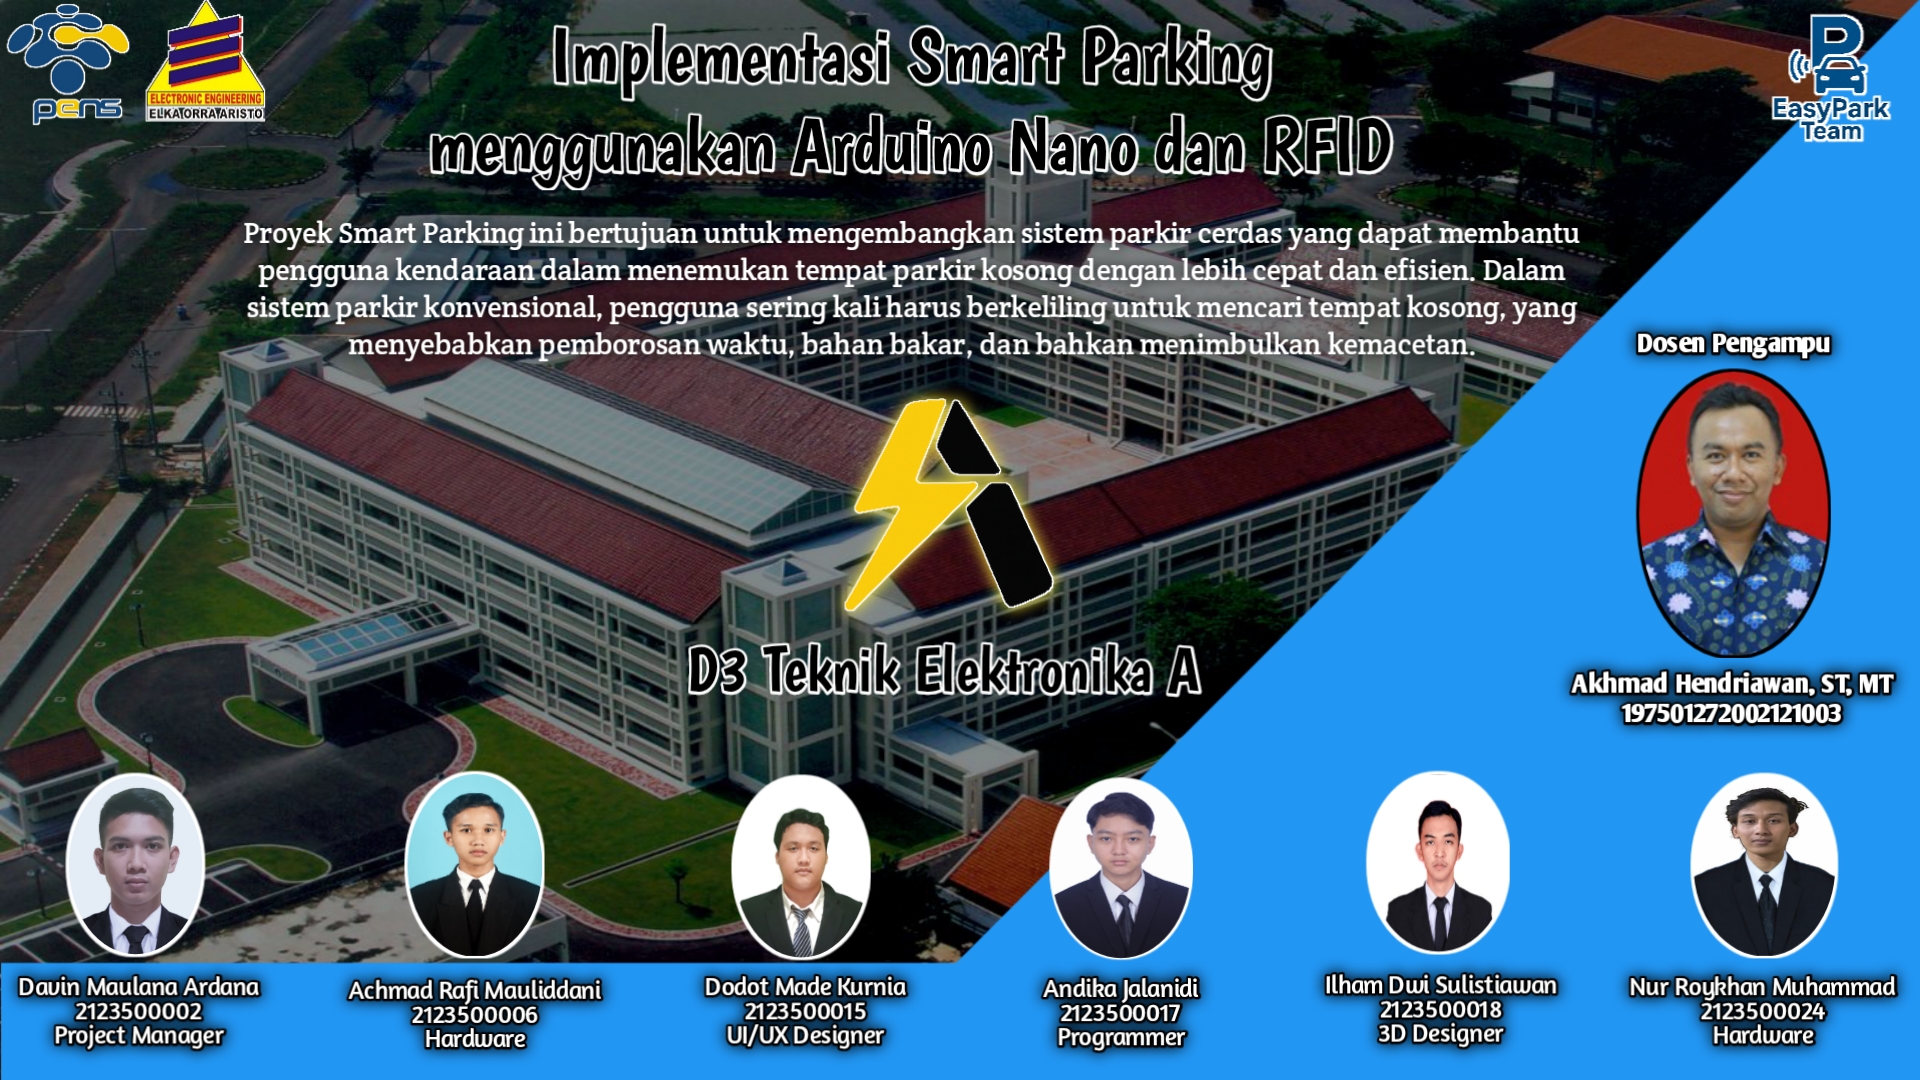 pens
ELECTRONIC ENGINEERING
ELKA ORRA ARISTO
EasyPark
Team
Implementasi Smart Parking
menggunakan Arduino Nano dan RFID
Proyek Smart Parking ini bertujuan untuk mengembangkan sistem parkir cerdas yang dapat membantu
pengguna kendaraan dalam menemukan tempat parkir kosong dengan lebih cepat dan efisien. Dalam
sistem parkir konvensional, pengguna sering kali harus berkeliling untuk mencari tempat kosong, yang
menyebabkan pemborosan waktu, bahan bakar, dan bahkan menimbulkan kemacetan.
D3 Teknik Elektronika A
Dosen Pengampu
Akhmad Hendriawan, ST, MT
197501272002121003
Davin Maulana Ardana
2123500002
Project Manager
Achmad Rafi Mauliddani
2123500006
Hardware
Dodot Made Kurnia
2123500015
UI/UX Designer
Andika Jalanidi
2123500017
Programmer
Ilham Dwi Sulistiawan
2123500018
3D Designer
Nur Roykhan Muhammad
2123500024
Hardware